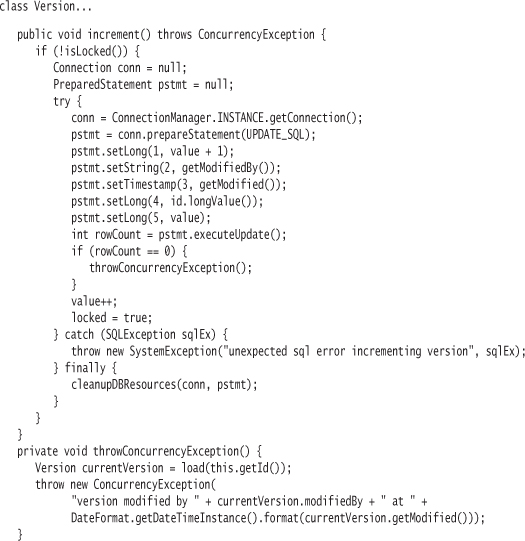 class Version...
public void increment() throws ConcurrencyException {
if (!isLocked()) {
Connection conn = null;
PreparedStatement pstmt = null;
try {
conn = ConnectionManager.INSTANCE.getConnection();
pstmt = conn.prepareStatement(UPDATE_SQL);
pstmt.setLong(1, value + 1);
pstmt.setString(2, getModifiedBy());
pstmt.setTimestamp(3, getModified());
pstmt.setLong(4, id.longValue());
pstmt.setLong(5, value);
int rowCount = pstmt.executeUpdate();
if (rowCount == 0) {
throwConcurrencyException();
}
value++;
locked = true;
} catch (SQLException sqlEx) {
throw new SystemException("unexpected sql error incrementing version", sqlEx);
} finally {
cleanupDBResources(conn, pstmt);
}
}
}
private void throwConcurrencyException() {
Version currentVersion = load(this.getId());
throw new ConcurrencyException(
"version modified by " + currentVersion.modifiedBy + " at " +
DateFormat.getDateTimeInstance().format(currentVersion.getModified()));
}